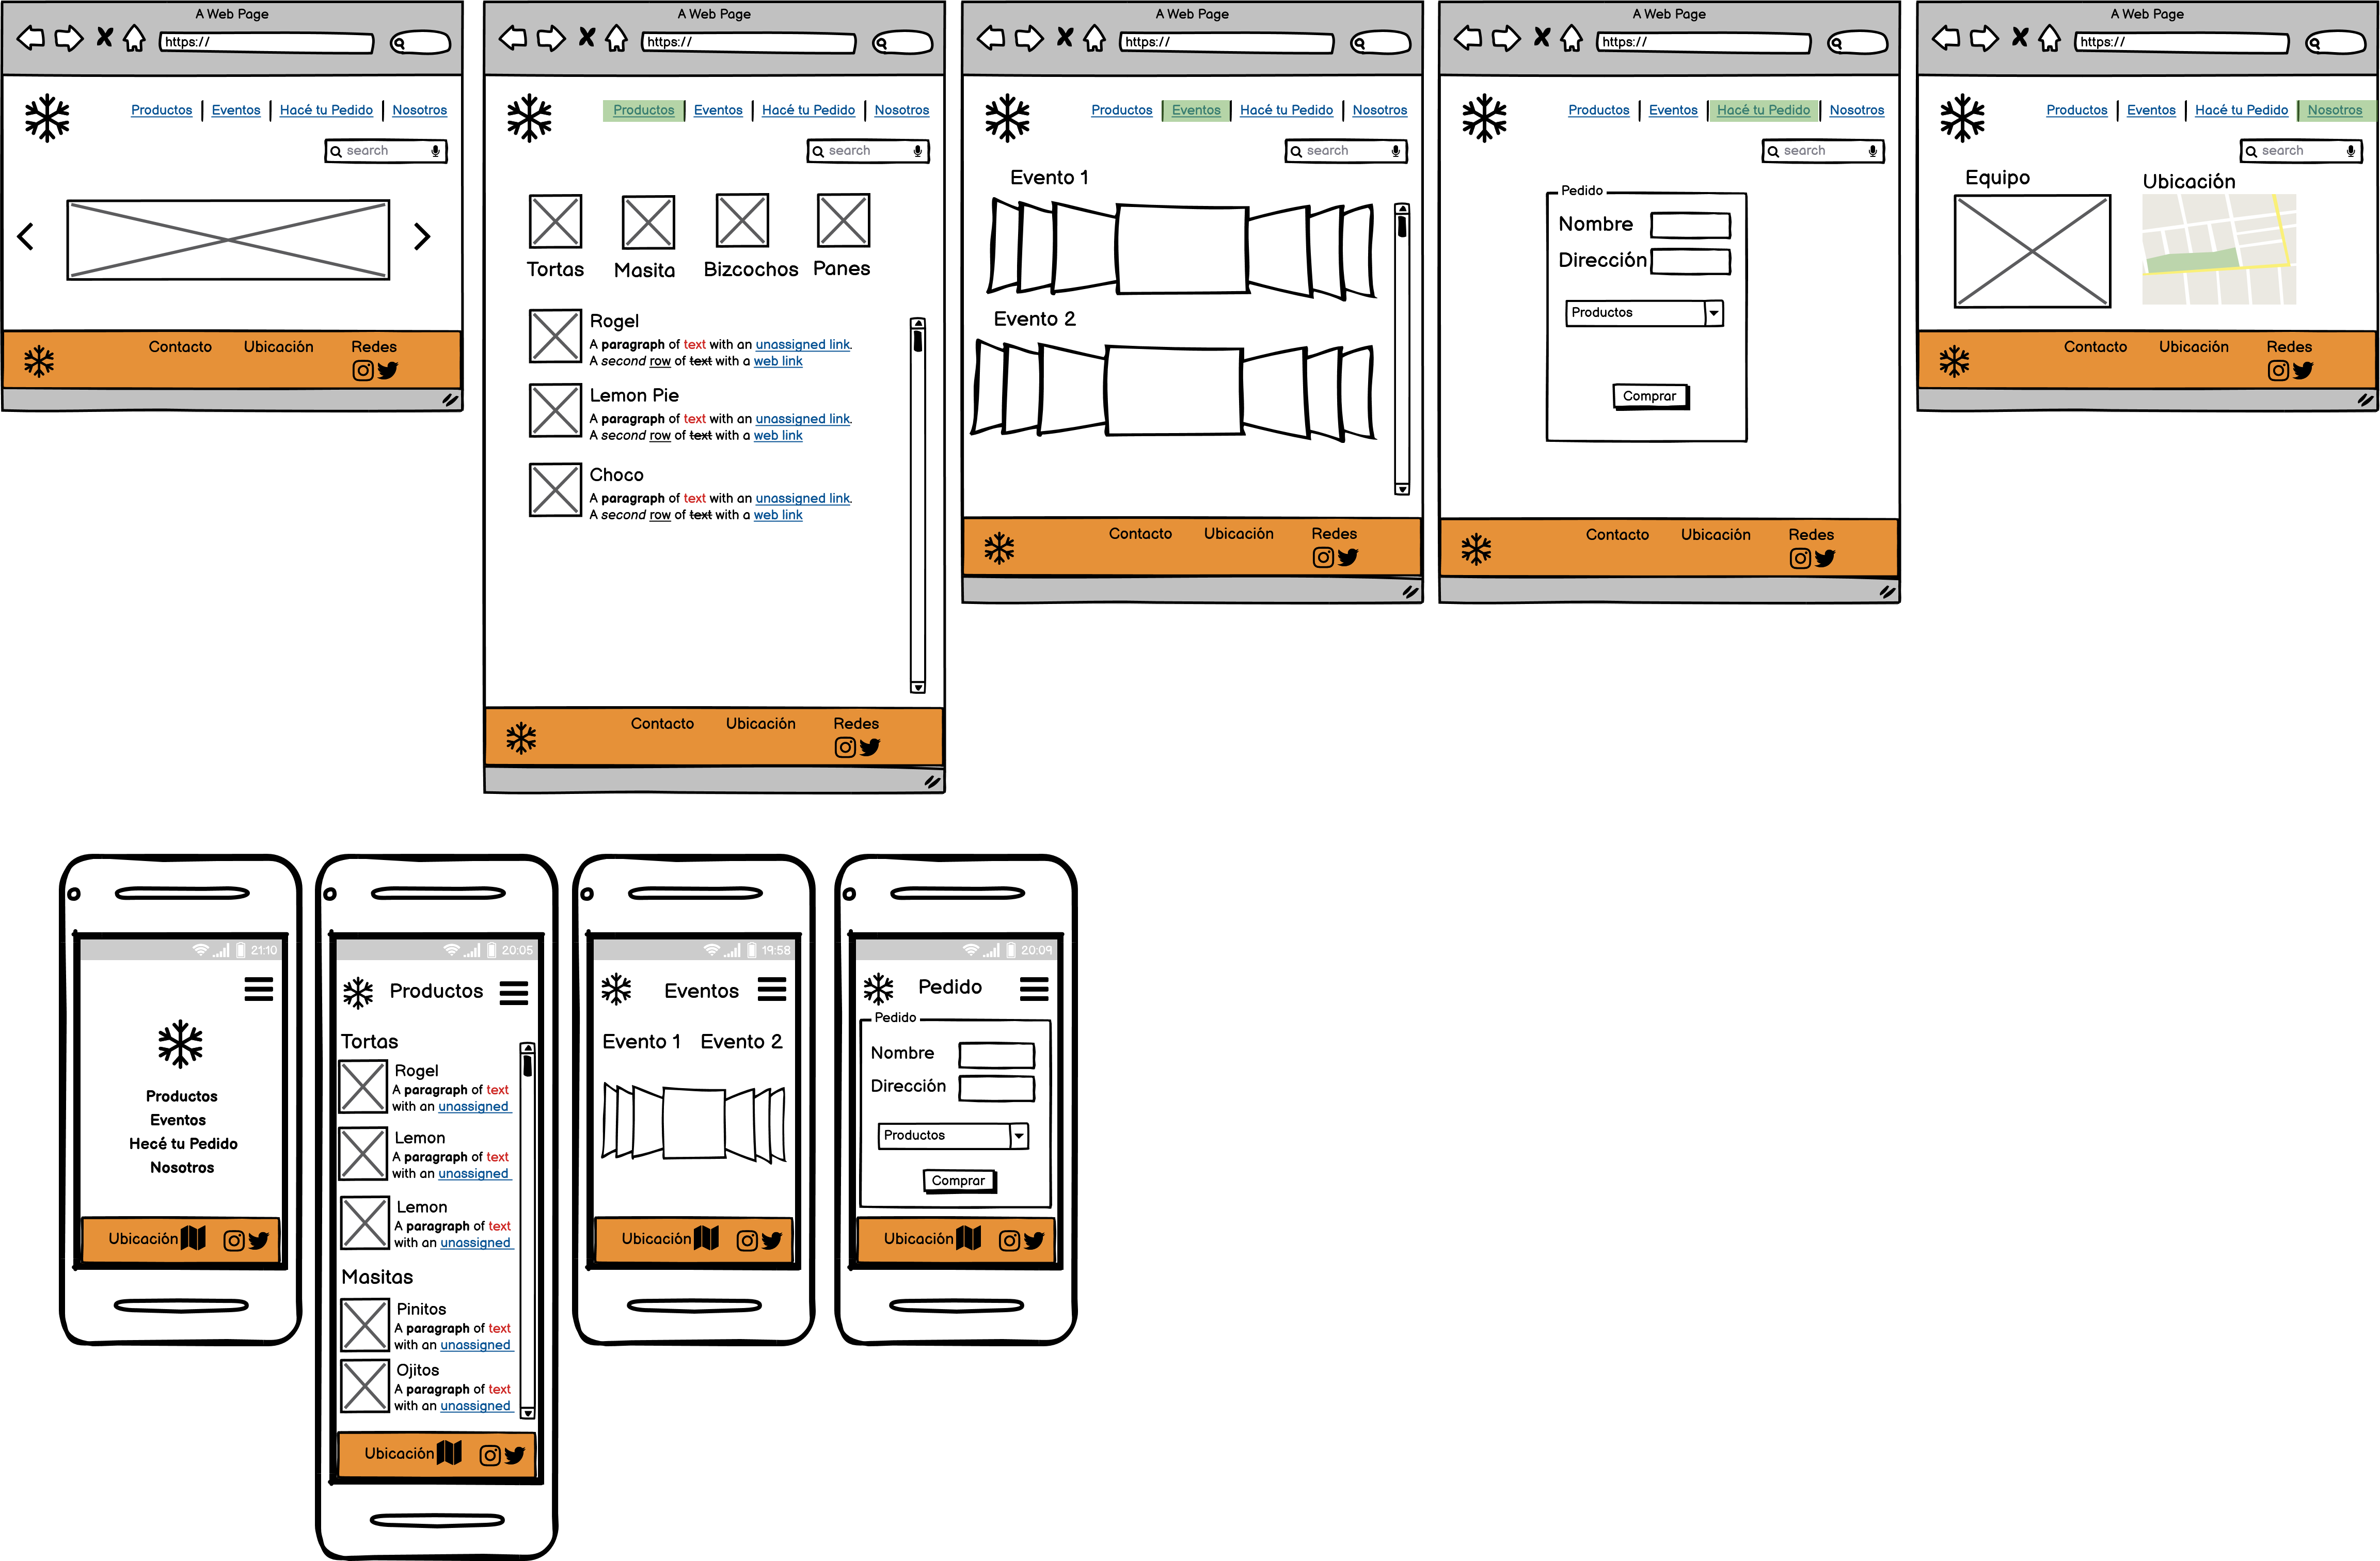 A Web Page
https://
Productos Eventos Hacé tu Pedido Nosotros
search
Contacto Ubicación Redes
A Web Page
https://
Productos Eventos Hacé tu Pedido Nosotros
search
Tortas Masita Bizcochos Panes
Rogel
A paragraph of text with an unassigned link.
A second row of text with a web link
Lemon Pie
A paragraph of text with an unassigned link.
A second row of text with a web link
Choco
A paragraph of text with an unassigned link.
A second row of text with a web link
Contacto Ubicación Redes
A Web Page
https://
Productos Eventos Hacé tu Pedido Nosotros
search
Evento 1
Evento 2
Contacto Ubicación Redes
A Web Page
https://
Productos Eventos Hacé tu Pedido Nosotros
search
Pedido
Nombre
Dirección
Productos
Comprar
Contacto Ubicación Redes
A Web Page
https://
Productos Eventos Hacé tu Pedido Nosotros
search
Equipo
Ubicación
Contacto Ubicación Redes
21:10
Productos
Eventos
Hecé tu Pedido
Nosotros
Ubicación
20:05
Productos
Tortas
Rogel
A paragraph of text
with an unassigned
Lemon
A paragraph of text
with an unassigned
Lemon
A paragraph of text
with an unassigned
Masitas
Pinitos
A paragraph of text
with an unassigned
Ojitos
A paragraph of text
with an unassigned
Ubicación
19:58
Eventos
Evento 1 Evento 2
Ubicación
20:09
Pedido
Pedido
Nombre
Dirección
Productos
Comprar
Ubicación